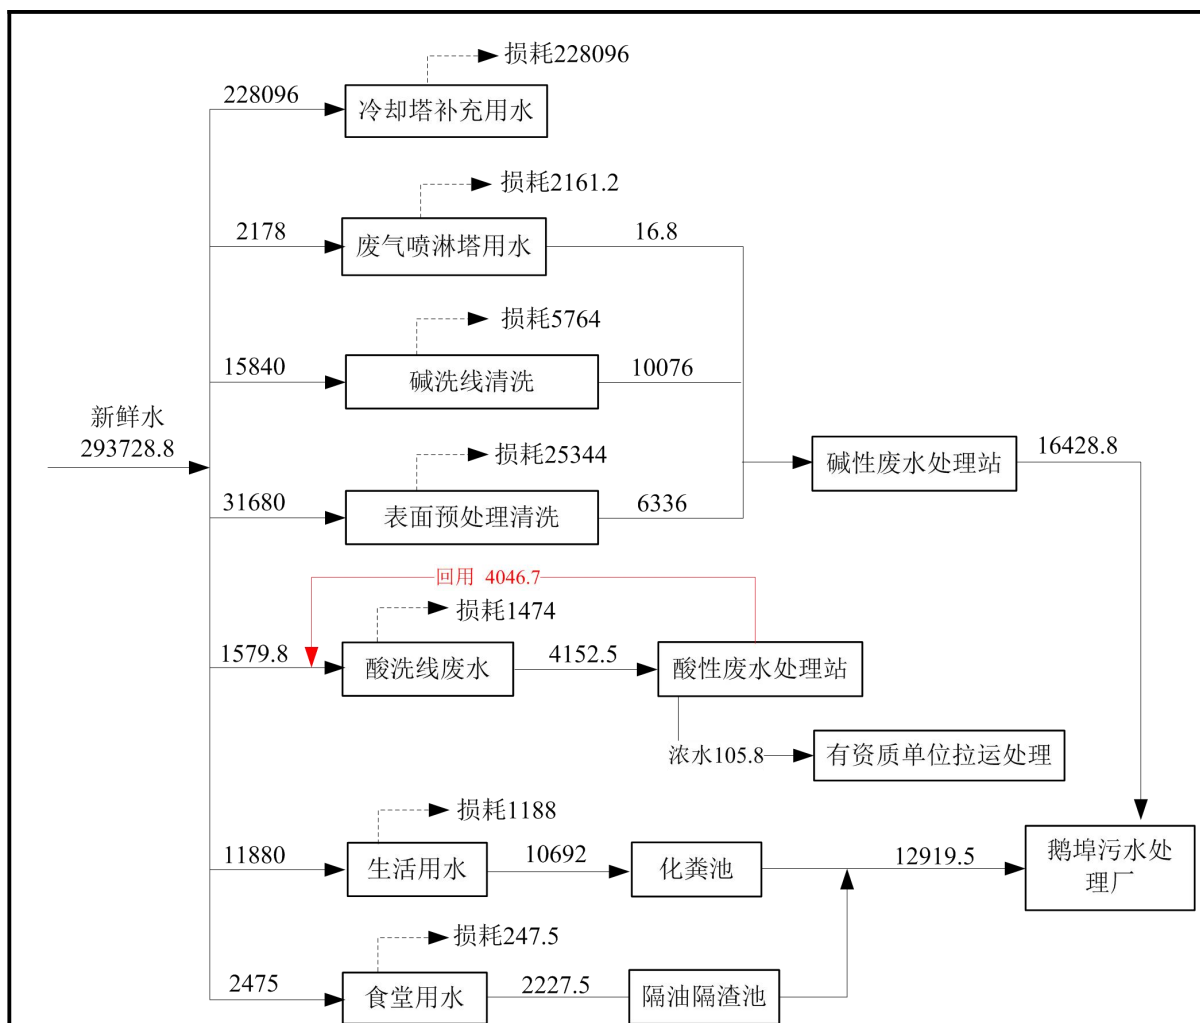 损耗228096
228096
冷却塔补充用水
损耗2161.2
2178
废气喷淋塔用水
16.8
损耗5764
15840
碱洗线清洗
10076
新鲜水
293728.8
损耗25344
31680
表面预处理清洗
6336
碱性废水处理站
16428.8
回用 4046.7
损耗1474
1579.8
酸洗线废水
4152.5
酸性废水处理站
浓水105.8
有资质单位拉运处理
损耗1188
11880
生活用水
10692
化粪池
12919.5
鹅埠污水处
理厂
损耗247.5
2475
食堂用水
2227.5
隔油隔渣池